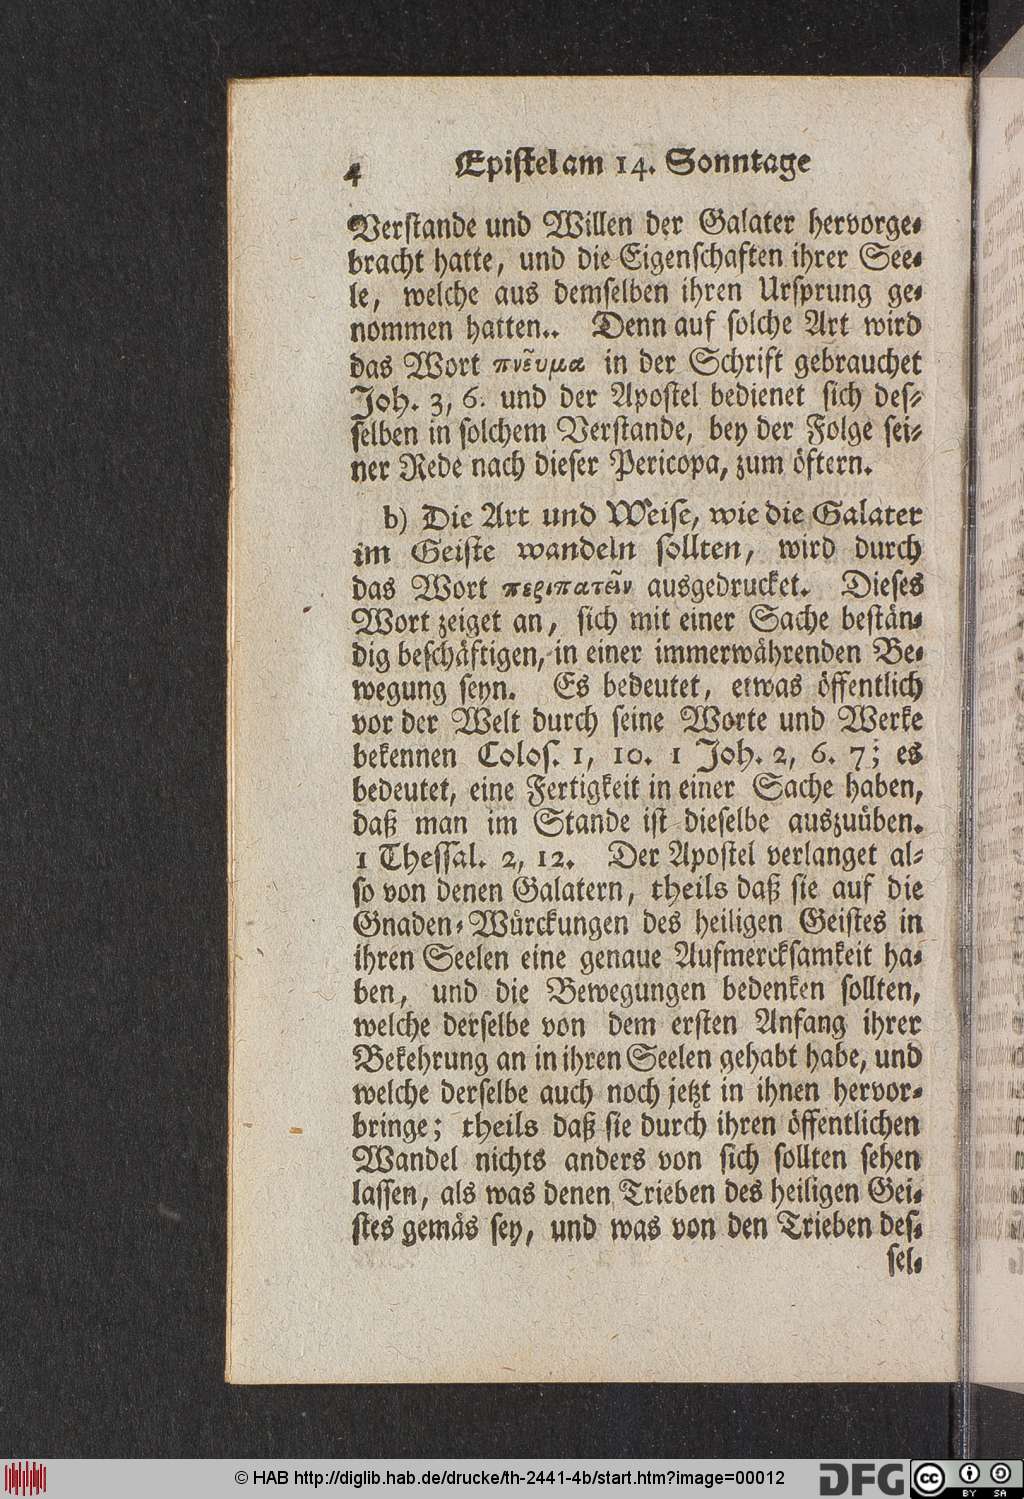 4 Epistel am 14. Sonntage
Verstande und Willen der Galater hervorge-
bracht hatte, und die Eigenschaften ihrer See-
le, welche aus demselben ihren Ursprung ge-
nommen hatten.. Denn auf solche Art wird
das Wort πνεῦμα in der Schrift gebrauchet
Joh. 3, 6. und der Apostel bedienet sich des-
selben in solchem Verstande, bey der Folge sei-
ner Rede nach dieser Pericopa, zum öftern.
b) Die Art und Weise, wie die Galater
im Geiste wandeln sollten, wird durch
das Wort περιπατεῖν ausgedrucket. Dieses
Wort zeiget an, sich mit einer Sache bestän-
dig beschäftigen, in einer immerwährenden Be-
wegung seyn. Es bedeutet, etwas öffentlich
vor der Welt durch seine Worte und Werke
bekennen Colos. 1, 10. 1 Joh. 2, 6. 7; es
bedeutet, eine Fertigkeit in einer Sache haben,
daß man im Stande ist dieselbe auszuüben.
1 Thessal. 2, 12. Der Apostel verlanget al-
so von denen Galatern, theils daß sie auf die
Gnaden-Würckungen des heiligen Geistes in
ihren Seelen eine genaue Aufmercksamkeit ha-
ben, und die Bewegungen bedenken sollten,
welche derselbe von dem ersten Anfang ihrer
Bekehrung an in ihren Seelen gehabt habe, und
welche derselbe auch noch jetzt in ihnen hervor-
bringe; theils daß sie durch ihren öffentlichen
Wandel nichts anders von sich sollten sehen
lassen, als was denen Trieben des heiligen Gei-
stes gemäs sey, und was von den Trieben des-
sel-
© HAB http://diglib.hab.de/drucke/th-2441-4b/start.htm?image=00012
DFG cc BY SA